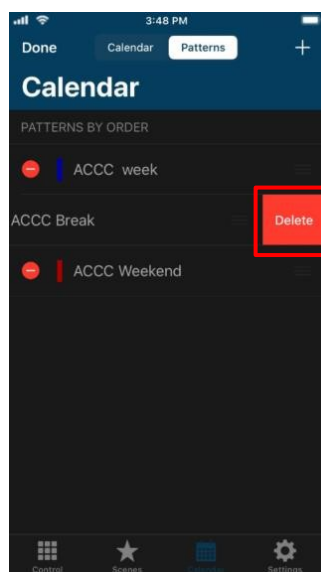 3:48 PM
Done Calendar Patterns +
Calendar
PATTERNS BY ORDER
ACCC week
ACCC Break Delete
ACCC Weekend
Control Scenes Calendar Settings